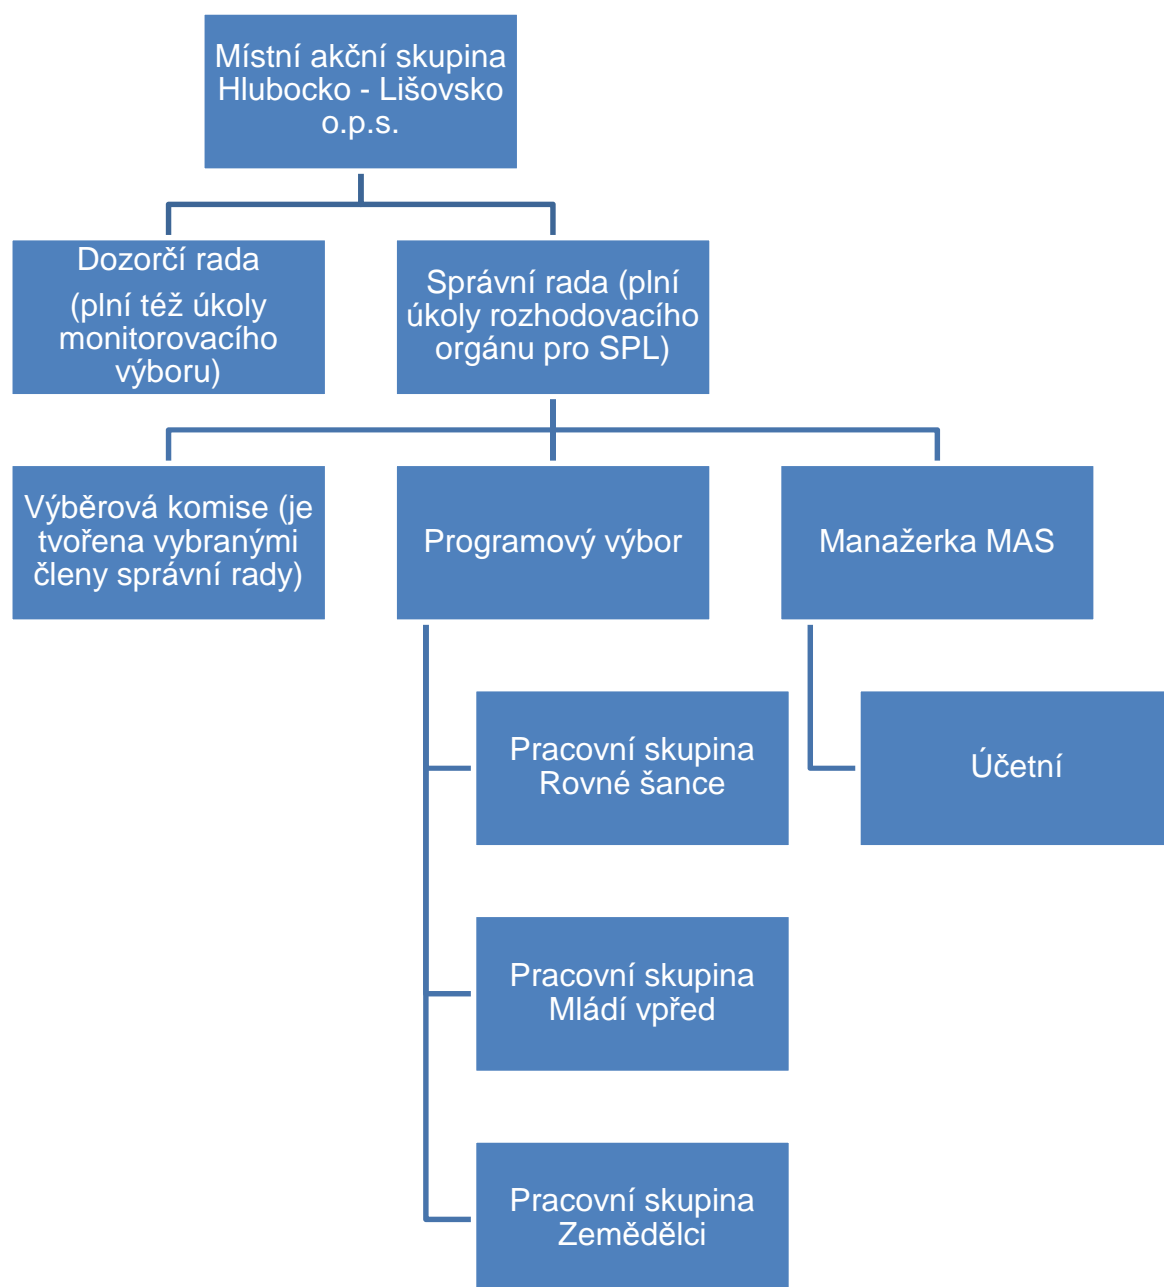 Místní akční skupina
Hlubocko - Lišovsko
o.p.s.
Dozorčí rada
(plní též úkoly
monitorovacího
výboru)
Správní rada (plní
úkoly rozhodovacího
orgánu pro SPL)
Výběrová komise (je
tvořena vybranými
členy správní rady)
Programový výbor
Manažerka MAS
Pracovní skupina
Rovné šance
Účetní
Pracovní skupina
Mládí vpřed
Pracovní skupina
Zemědělci